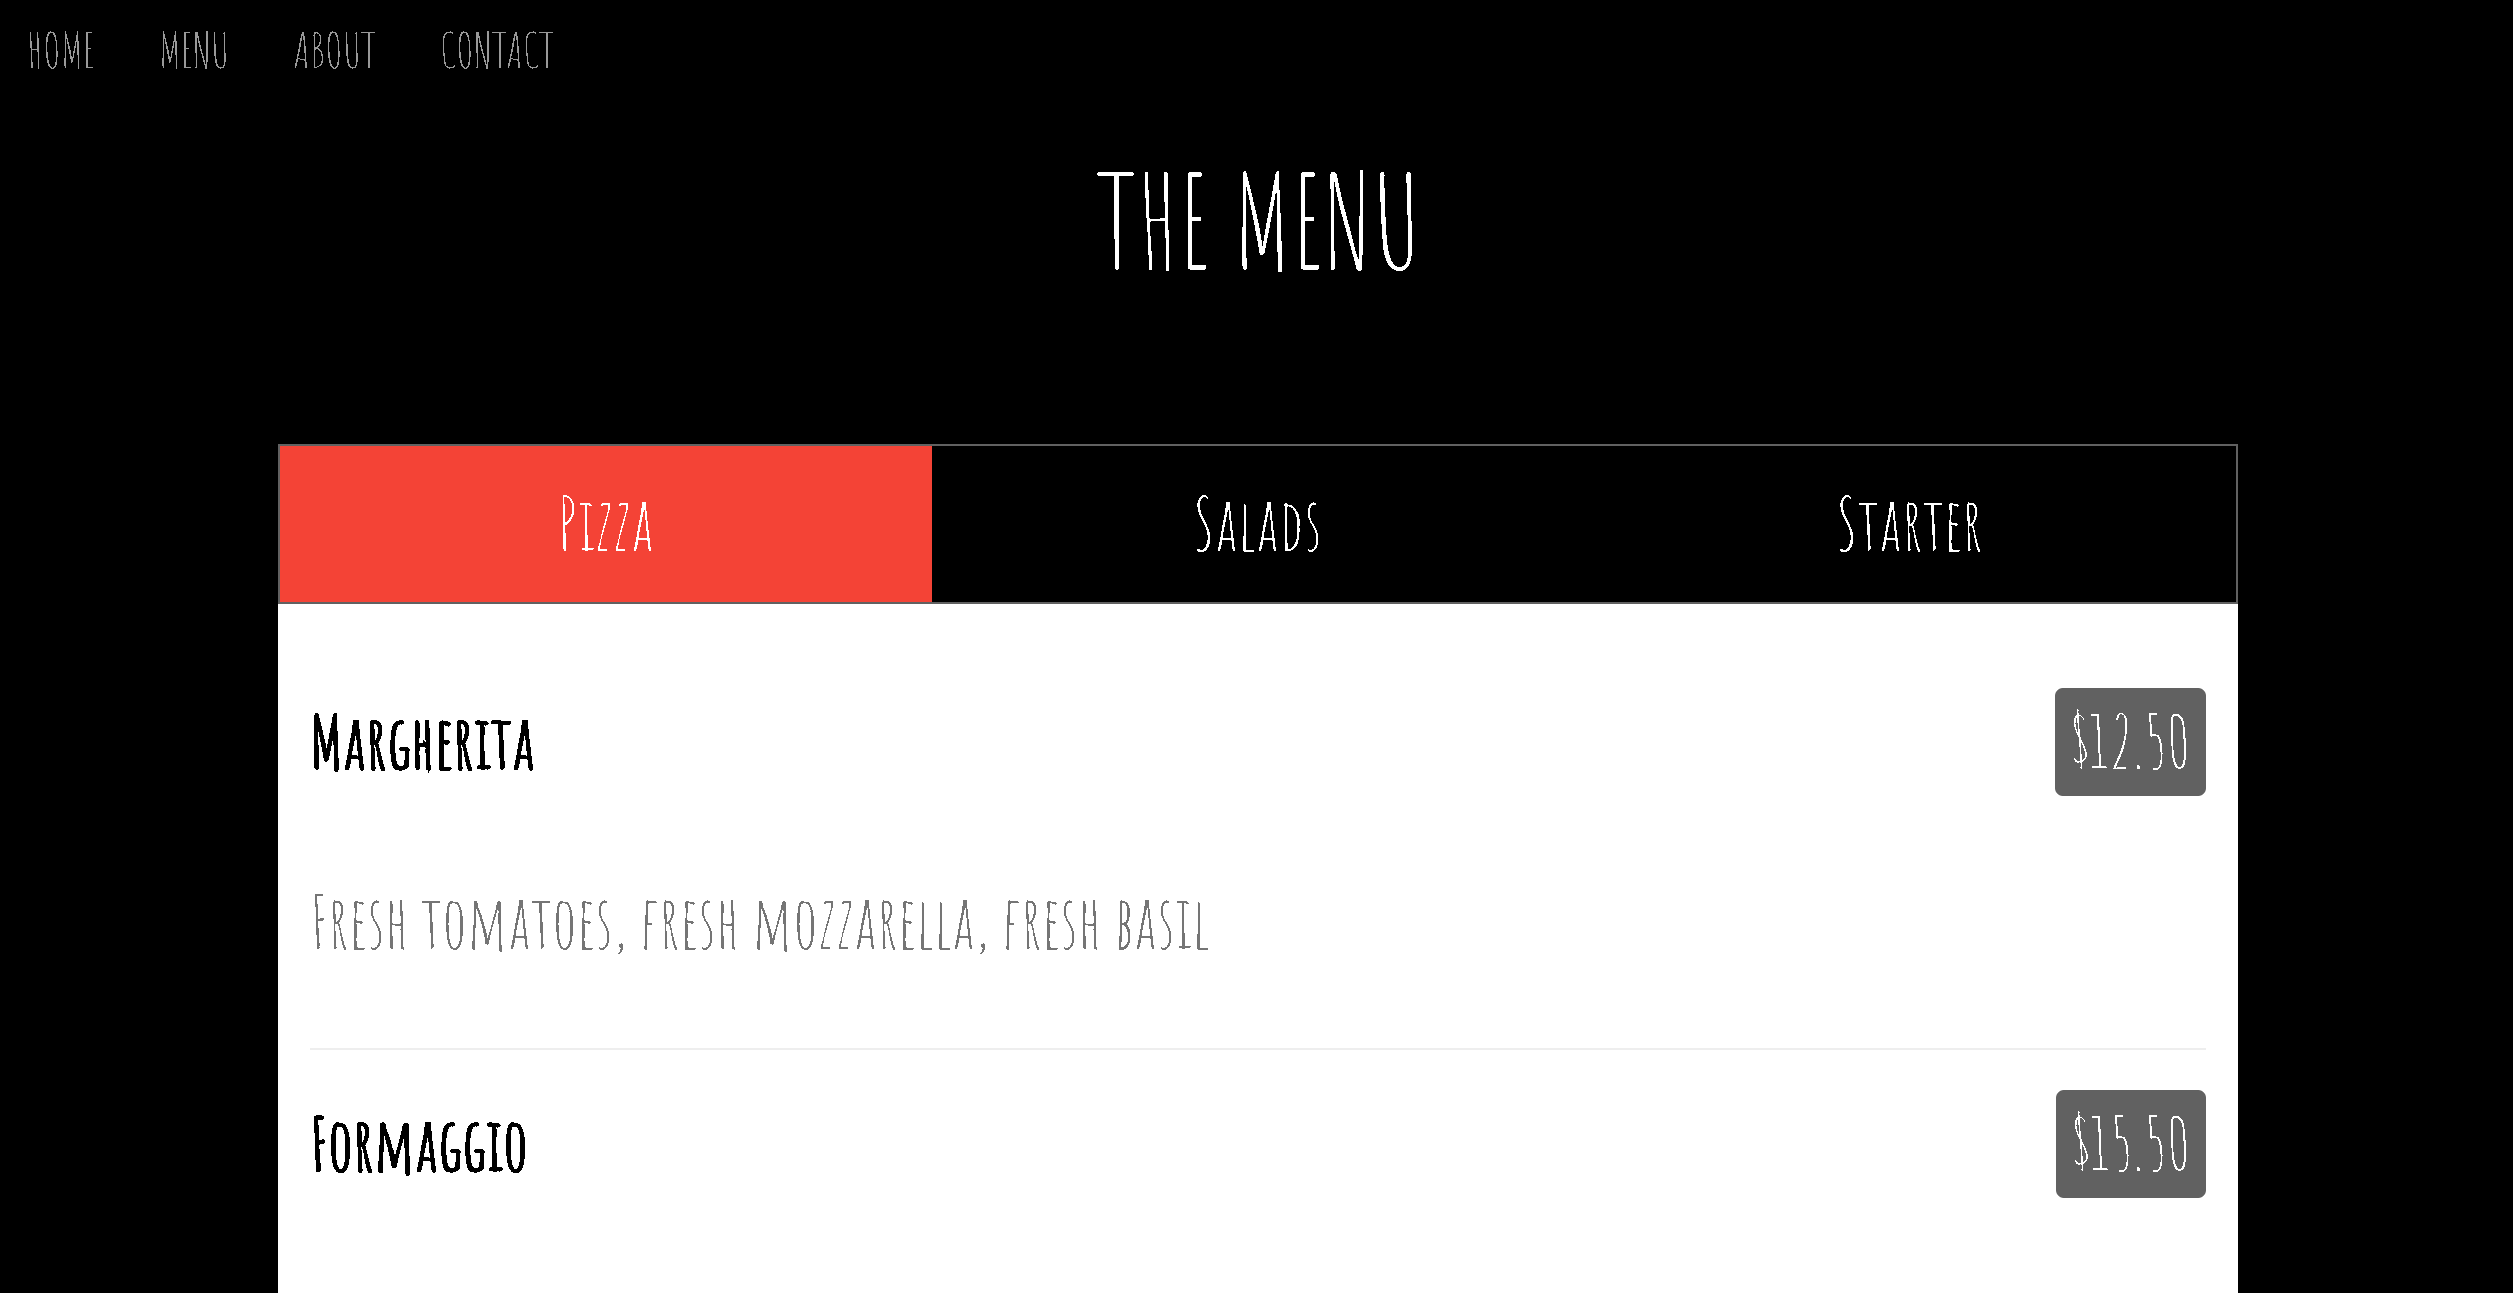 HOME MENU ABOUT CONTACT
THE MENU
Pizza Salads Starter
Margherita $12.50
Fresh tomatoes, fresh mozzarella, fresh basil
Formaggio $15.50